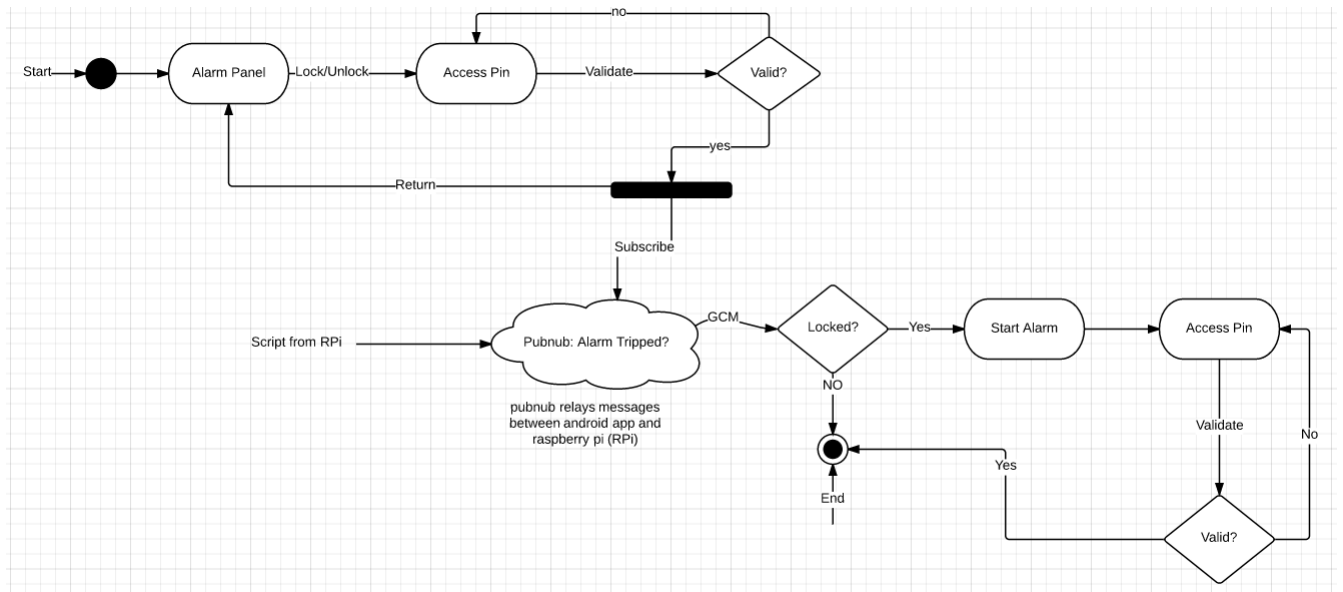 no
Start
Alarm Panel
Lock/Unlock
Access Pin
Validate
Valid?
yes
Return
Subscribe
GCM
Locked?
Yes
Start Alarm
Access Pin
Script from RPi
Pubnub: Alarm Tripped?
NO
pubnub relays messages
between android app and
raspberry pi (RPi)
Validate
No
Yes
End
Valid?